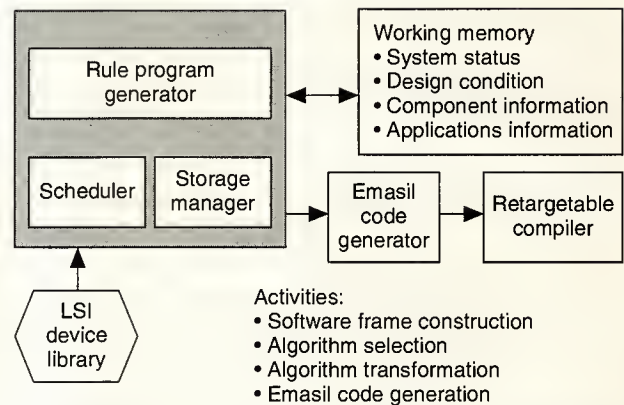 Rule program
generator
Scheduler
Storage
manager
Working memory
• System status
• Design condition
• Component information
• Applications information
Emasil
code
generator
Retargetable
compiler
LSI
device
library
Activities:
• Software frame construction
• Algorithm selection
• Algorithm transformation
• Emasil code generation